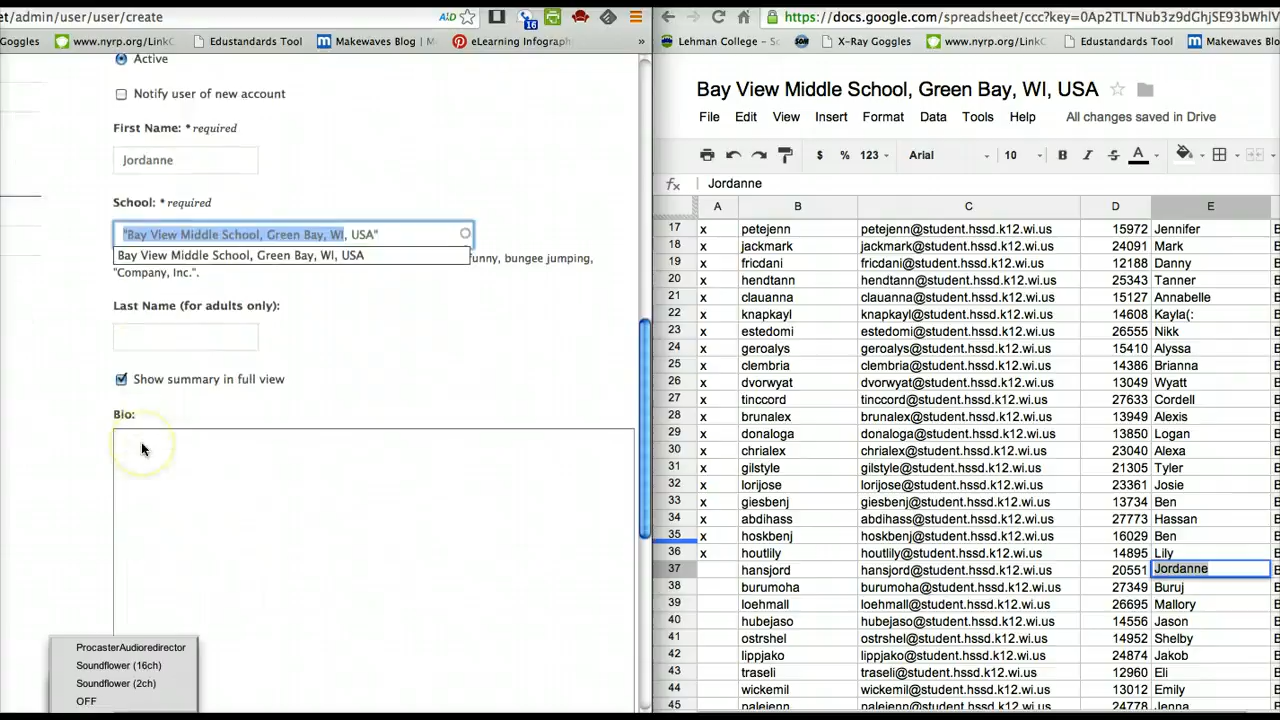 et/admin/user/user/create
https://docs.google.com/spreadsheet/ccc?key=0Ap2TLTNub3z9dGhjSE93bWhlV
oggles
www.nyrp.org/LinkC
Edustandards Tool
Makewaves Blog | M
eLearning Infograph
»
Lehman College - Sc
X-Ray Goggles
www.nyrp.org/LinkC
Edustandards Tool
Makewaves Blog
16
Active
Notify user of new account
First Name: * required
Jordanne
School: * required
"Bay View Middle School, Green Bay, WI, USA"
Bay View Middle School, Green Bay, WI, USA
funny, bungee jumping,
"Company, Inc.".
Last Name (for adults only):
Show summary in full view
Bio:
ProcasterAudioredirector
Soundflower (16ch)
Soundflower (2ch)
OFF
Bay View Middle School, Green Bay, WI, USA
File Edit View Insert Format Data Tools Help All changes saved in Drive
$ % 123 Arial 10 B I S A
fx Jordanne
A B C D E
17 x petejenn petejenn@student.hssd.k12.wi.us 15972 Jennifer
18 x jackmark jackmark@student.hssd.k12.wi.us 24091 Mark
19 x fricdani fricdani@student.hssd.k12.wi.us 12188 Danny
20 x hendtann hendtann@student.hssd.k12.wi.us 25343 Tanner
21 x clauanna clauanna@student.hssd.k12.wi.us 15127 Annabelle
22 x knapkayl knapkayl@student.hssd.k12.wi.us 14608 Kayla(:
23 x estedomi estedomi@student.hssd.k12.wi.us 26555 Nikk
24 x geroalys geroalys@student.hssd.k12.wi.us 15410 Alyssa
25 x clembria clembria@student.hssd.k12.wi.us 14386 Brianna
26 x dvorwyat dvorwyat@student.hssd.k12.wi.us 13049 Wyatt
27 x tinccord tinccord@student.hssd.k12.wi.us 27633 Cordell
28 x brunalex brunalex@student.hssd.k12.wi.us 13949 Alexis
29 x donaloga donaloga@student.hssd.k12.wi.us 13850 Logan
30 x chrialex chrialex@student.hssd.k12.wi.us 23040 Alexa
31 x gilstyle gilstyle@student.hssd.k12.wi.us 21305 Tyler
32 x lorijose lorijose@student.hssd.k12.wi.us 23361 Josie
33 x giesbenj giesbenj@student.hssd.k12.wi.us 13734 Ben
34 x abdihass abdihass@student.hssd.k12.wi.us 27773 Hassan
35 x hoskbenj hoskbenj@student.hssd.k12.wi.us 16029 Ben
36 x houtlily houtlily@student.hssd.k12.wi.us 14895 Lily
37 hansjord hansjord@student.hssd.k12.wi.us 20551 Jordanne
38 burumoha burumoha@student.hssd.k12.wi.us 27349 Buruj
39 loehmall loehmall@student.hssd.k12.wi.us 26695 Mallory
40 hubejaso hubejaso@student.hssd.k12.wi.us 14556 Jason
41 ostrshel ostrshel@student.hssd.k12.wi.us 14952 Shelby
42 lippjako lippjako@student.hssd.k12.wi.us 24874 Jakob
43 traseli traseli@student.hssd.k12.wi.us 12960 Eli
44 wickemil wickemil@student.hssd.k12.wi.us 13012 Emily
45 palejenn palejenn@student.hssd.k12.wi.us 24778 Jenna